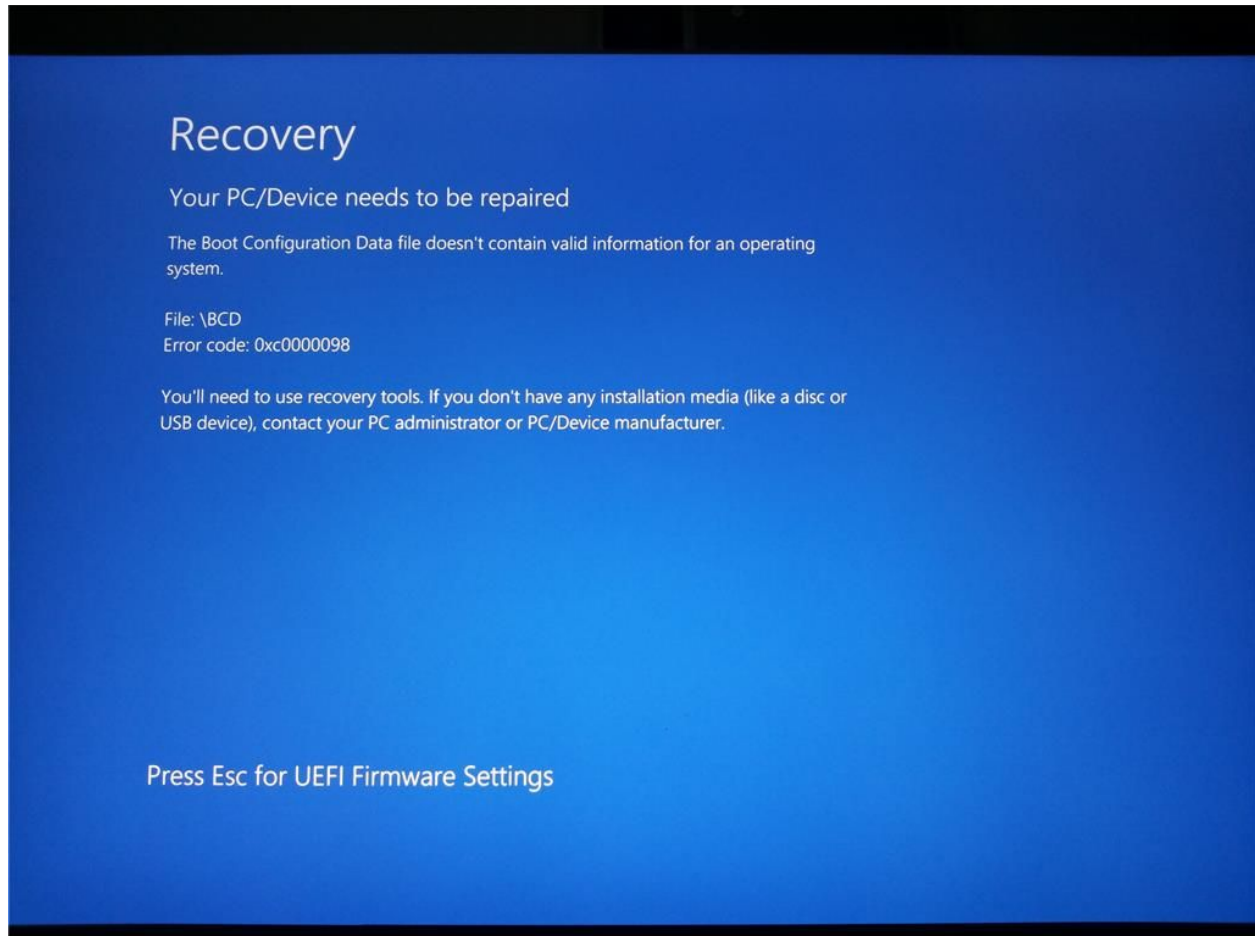 Recovery
Your PC/Device needs to be repaired
The Boot Configuration Data file doesn't contain valid information for an operating
system.
File: \BCD
Error code: 0xc0000098
You'll need to use recovery tools. If you don't have any installation media (like a disc or
USB device), contact your PC administrator or PC/Device manufacturer.
Press Esc for UEFI Firmware Settings